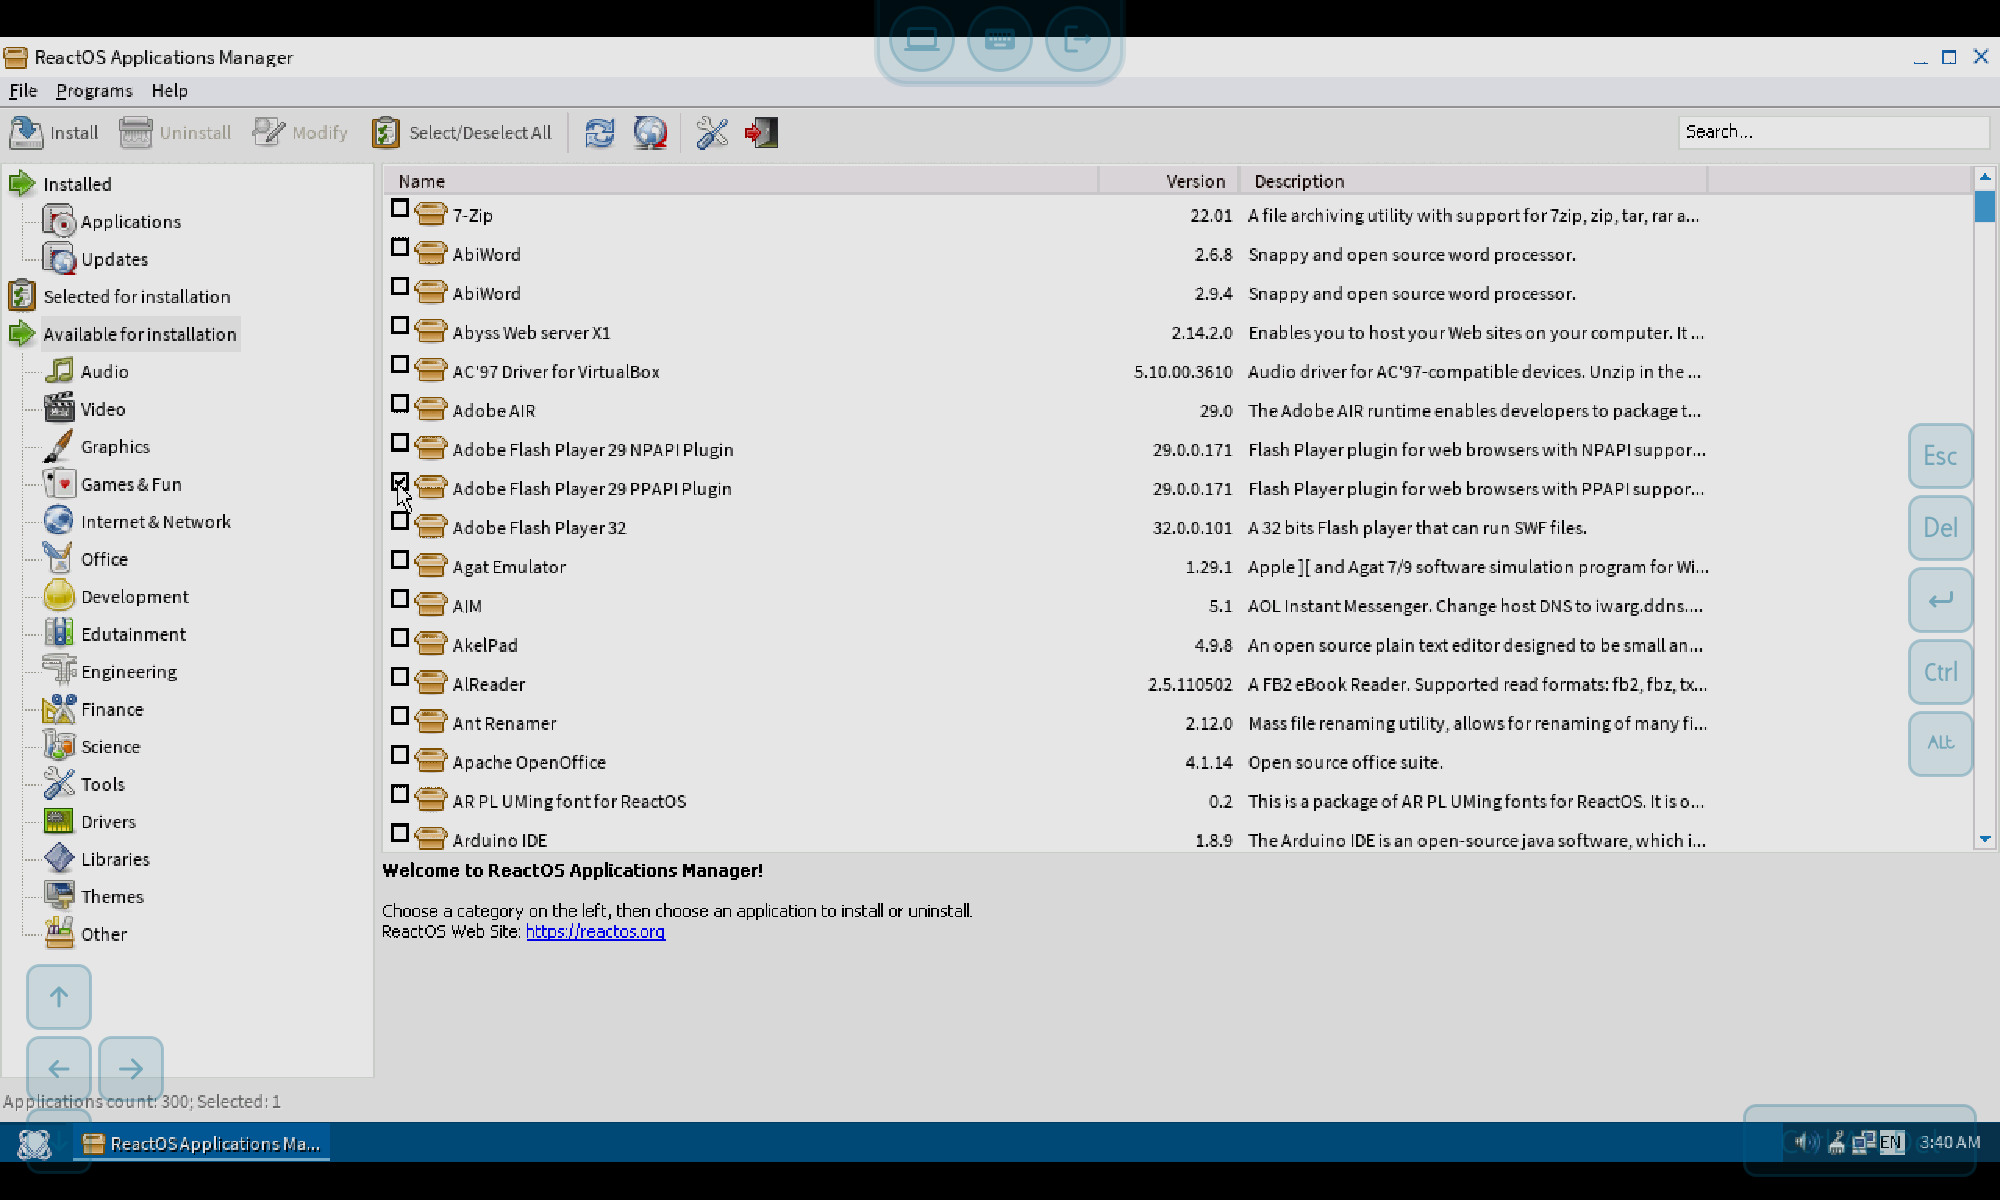 ReactOS Applications Manager
File Programs Help
Install Uninstall Modify Select/Deselect All Search...
Installed
Applications
Updates
Selected for installation
Available for installation
Audio
Video
Graphics
Games & Fun
Internet & Network
Office
Development
Edutainment
Engineering
Finance
Science
Tools
Drivers
Libraries
Themes
Other
Name Version Description
7-Zip 22.01 A file archiving utility with support for 7zip, zip, tar, rar a...
AbiWord 2.6.8 Snappy and open source word processor.
AbiWord 2.9.4 Snappy and open source word processor.
Abyss Web server X1 2.14.2.0 Enables you to host your Web sites on your computer. It ...
AC'97 Driver for VirtualBox 5.10.00.3610 Audio driver for AC'97-compatible devices. Unzip in the ...
Adobe AIR 29.0 The Adobe AIR runtime enables developers to package t...
Adobe Flash Player 29 NPAPI Plugin 29.0.0.171 Flash Player plugin for web browsers with NPAPI suppor...
Adobe Flash Player 29 PPAPI Plugin 29.0.0.171 Flash Player plugin for web browsers with PPAPI suppor...
Adobe Flash Player 32 32.0.0.101 A 32 bits Flash player that can run SWF files.
Agat Emulator 1.29.1 Apple ][ and Agat 7/9 software simulation program for Wi...
AIM 5.1 AOL Instant Messenger. Change host DNS to iwarg.ddns....
AkelPad 4.9.8 An open source plain text editor designed to be small an...
AlReader 2.5.110502 A FB2 eBook Reader. Supported read formats: fb2, fbz, tx...
Ant Renamer 2.12.0 Mass file renaming utility, allows for renaming of many fi...
Apache OpenOffice 4.1.14 Open source office suite.
AR PL UMing font for ReactOS 0.2 This is a package of AR PL UMing fonts for ReactOS. It is o...
Arduino IDE 1.8.9 The Arduino IDE is an open-source java software, which i...
Welcome to ReactOS Applications Manager!
Choose a category on the left, then choose an application to install or uninstall.
ReactOS Web Site: https://reactos.org
Esc
Del
Ctrl
Alt
Applications count: 300; Selected: 1
ReactOS Applications Ma... EN 3:40 AM